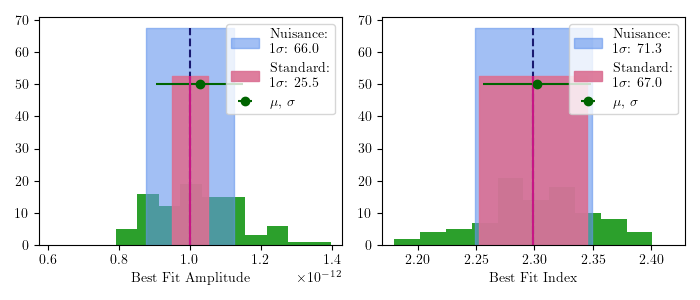 70
60
50
40
30
20
10
0
0.6
0.8
1.0
1.2
1.4
×10⁻¹²
Best Fit Amplitude
Nuisance:
1σ: 66.0
Standard:
1σ: 25.5
μ, σ
70
60
50
40
30
20
10
0
2.20
2.25
2.30
2.35
2.40
Best Fit Index
Nuisance:
1σ: 71.3
Standard:
1σ: 67.0
μ, σ